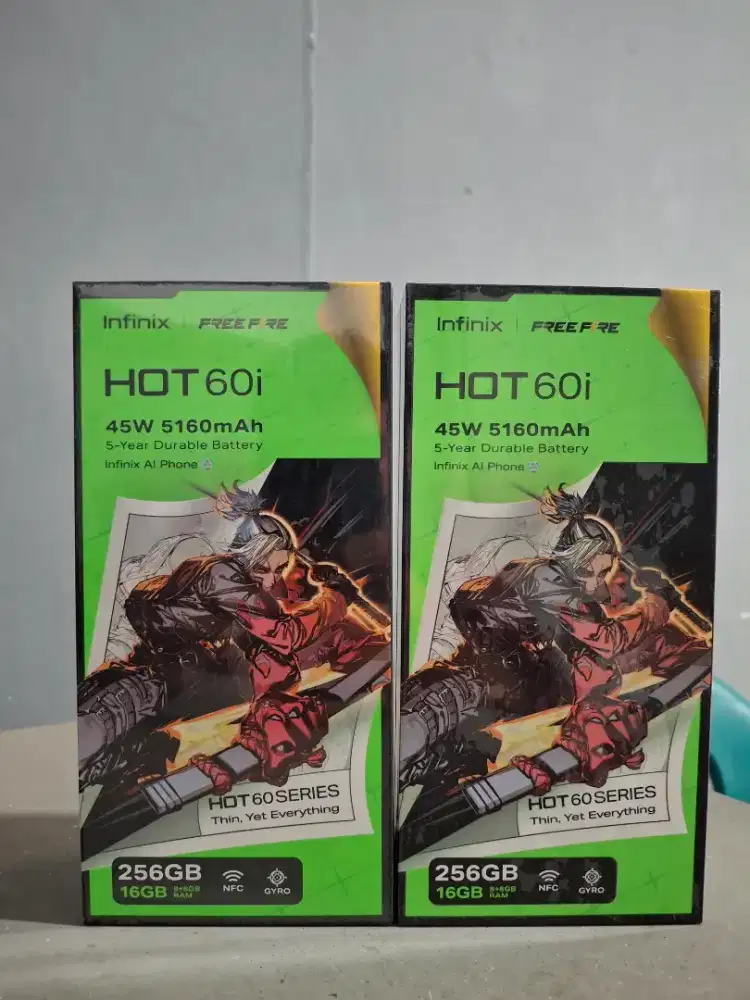 Infinix | FREE FIRE
HOT 60i
45W 5160mAh
5-Year Durable Battery
Infinix AI Phone
HOT 60 SERIES
Thin, Yet Everything
256GB
16GB 8+8GB RAM
NFC
GYRO
Infinix | FREE FIRE
HOT 60i
45W 5160mAh
5-Year Durable Battery
Infinix AI Phone
HOT 60 SERIES
Thin, Yet Everything
256GB
16GB 8+8GB RAM
NFC
GYRO